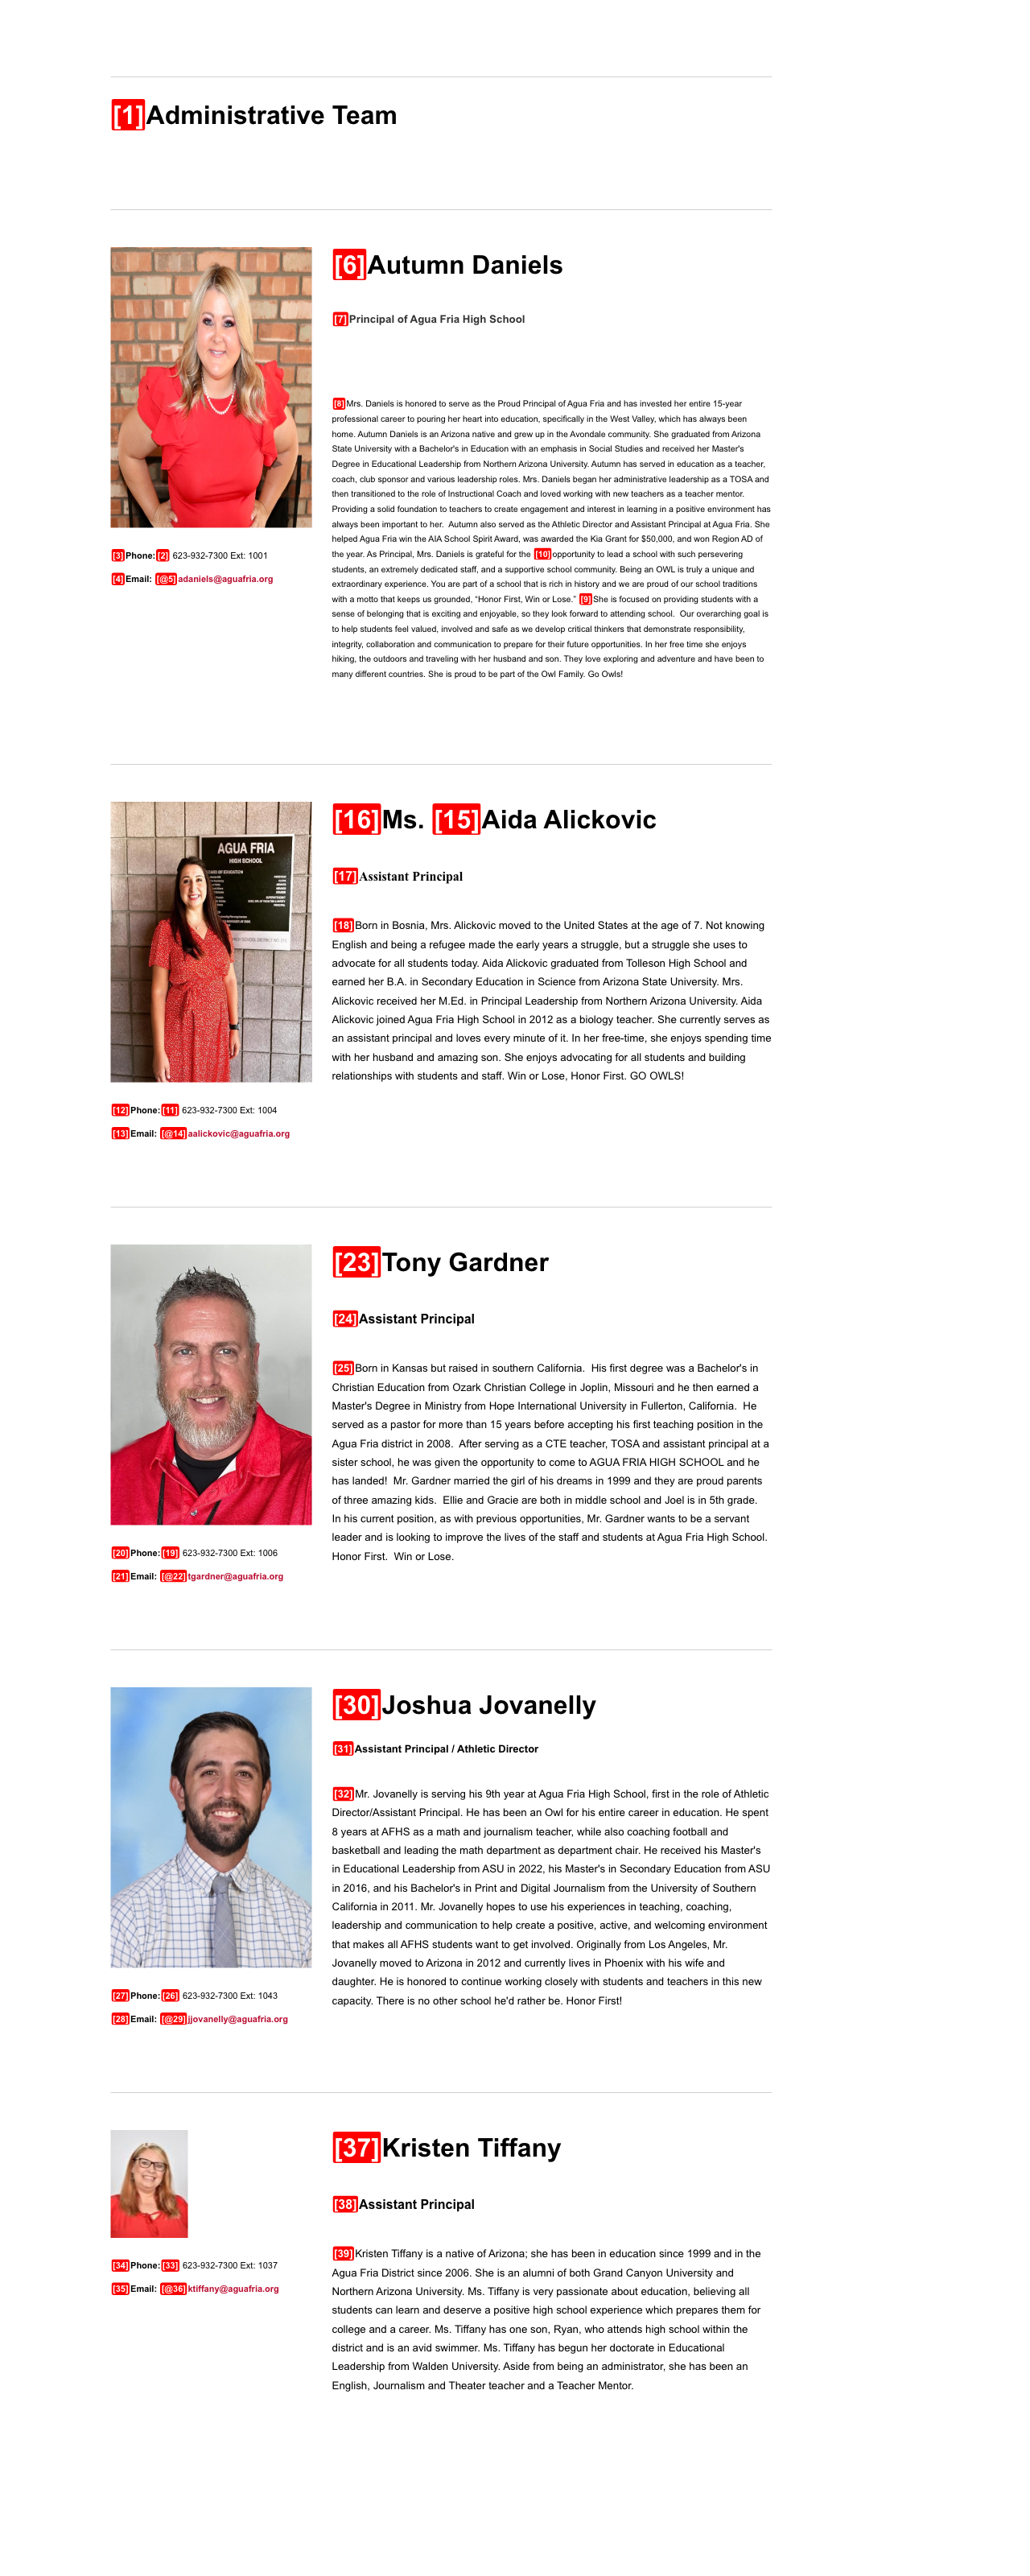 [1]Administrative Team
[6]Autumn Daniels
[7]Principal of Agua Fria High School
[8]Mrs. Daniels is honored to serve as the Proud Principal of Agua Fria and has invested her entire 15-year
professional career to pouring her heart into education, specifically in the West Valley, which has always been
home. Autumn Daniels is an Arizona native and grew up in the Avondale community. She graduated from Arizona
State University with a Bachelor's in Education with an emphasis in Social Studies and received her Master's
Degree in Educational Leadership from Northern Arizona University. Autumn has served in education as a teacher,
coach, club sponsor and various leadership roles. Mrs. Daniels began her administrative leadership as a TOSA and
then transitioned to the role of Instructional Coach and loved working with new teachers as a teacher mentor.
Providing a solid foundation to teachers to create engagement and interest in learning in a positive environment has
always been important to her.  Autumn also served as the Athletic Director and Assistant Principal at Agua Fria. She
helped Agua Fria win the AIA School Spirit Award, was awarded the Kia Grant for $50,000, and won Region AD of
the year. As Principal, Mrs. Daniels is grateful for the [10]opportunity to lead a school with such persevering
students, an extremely dedicated staff, and a supportive school community. Being an OWL is truly a unique and
extraordinary experience. You are part of a school that is rich in history and we are proud of our school traditions
with a motto that keeps us grounded, “Honor First, Win or Lose.” [9]She is focused on providing students with a
sense of belonging that is exciting and enjoyable, so they look forward to attending school.  Our overarching goal is
to help students feel valued, involved and safe as we develop critical thinkers that demonstrate responsibility,
integrity, collaboration and communication to prepare for their future opportunities. In her free time she enjoys
hiking, the outdoors and traveling with her husband and son. They love exploring and adventure and have been to
many different countries. She is proud to be part of the Owl Family. Go Owls!
[3]Phone:[2] 623-932-7300 Ext: 1001
[4]Email: [@5]adaniels@aguafria.org
AGUA FRIA
HIGH SCHOOL
[16]Ms. [15]Aida Alickovic
[17]Assistant Principal
[18]Born in Bosnia, Mrs. Alickovic moved to the United States at the age of 7. Not knowing
English and being a refugee made the early years a struggle, but a struggle she uses to
advocate for all students today. Aida Alickovic graduated from Tolleson High School and
earned her B.A. in Secondary Education in Science from Arizona State University. Mrs.
Alickovic received her M.Ed. in Principal Leadership from Northern Arizona University. Aida
Alickovic joined Agua Fria High School in 2012 as a biology teacher. She currently serves as
an assistant principal and loves every minute of it. In her free-time, she enjoys spending time
with her husband and amazing son. She enjoys advocating for all students and building
relationships with students and staff. Win or Lose, Honor First. GO OWLS!
[12]Phone:[11] 623-932-7300 Ext: 1004
[13]Email: [@14]aalickovic@aguafria.org
[23]Tony Gardner
[24]Assistant Principal
[25]Born in Kansas but raised in southern California.  His first degree was a Bachelor's in
Christian Education from Ozark Christian College in Joplin, Missouri and he then earned a
Master's Degree in Ministry from Hope International University in Fullerton, California.  He
served as a pastor for more than 15 years before accepting his first teaching position in the
Agua Fria district in 2008.  After serving as a CTE teacher, TOSA and assistant principal at a
sister school, he was given the opportunity to come to AGUA FRIA HIGH SCHOOL and he
has landed!  Mr. Gardner married the girl of his dreams in 1999 and they are proud parents
of three amazing kids.  Ellie and Gracie are both in middle school and Joel is in 5th grade.
In his current position, as with previous opportunities, Mr. Gardner wants to be a servant
leader and is looking to improve the lives of the staff and students at Agua Fria High School.
Honor First.  Win or Lose.
[20]Phone:[19] 623-932-7300 Ext: 1006
[21]Email: [@22]tgardner@aguafria.org
[30]Joshua Jovanelly
[31]Assistant Principal / Athletic Director
[32]Mr. Jovanelly is serving his 9th year at Agua Fria High School, first in the role of Athletic
Director/Assistant Principal. He has been an Owl for his entire career in education. He spent
8 years at AFHS as a math and journalism teacher, while also coaching football and
basketball and leading the math department as department chair. He received his Master's
in Educational Leadership from ASU in 2022, his Master's in Secondary Education from ASU
in 2016, and his Bachelor's in Print and Digital Journalism from the University of Southern
California in 2011. Mr. Jovanelly hopes to use his experiences in teaching, coaching,
leadership and communication to help create a positive, active, and welcoming environment
that makes all AFHS students want to get involved. Originally from Los Angeles, Mr.
Jovanelly moved to Arizona in 2012 and currently lives in Phoenix with his wife and
daughter. He is honored to continue working closely with students and teachers in this new
capacity. There is no other school he'd rather be. Honor First!
[27]Phone:[26] 623-932-7300 Ext: 1043
[28]Email: [@29]jjovanelly@aguafria.org
[37]Kristen Tiffany
[38]Assistant Principal
[39]Kristen Tiffany is a native of Arizona; she has been in education since 1999 and in the
Agua Fria District since 2006. She is an alumni of both Grand Canyon University and
Northern Arizona University. Ms. Tiffany is very passionate about education, believing all
students can learn and deserve a positive high school experience which prepares them for
college and a career. Ms. Tiffany has one son, Ryan, who attends high school within the
district and is an avid swimmer. Ms. Tiffany has begun her doctorate in Educational
Leadership from Walden University. Aside from being an administrator, she has been an
English, Journalism and Theater teacher and a Teacher Mentor.
[34]Phone:[33] 623-932-7300 Ext: 1037
[35]Email: [@36]ktiffany@aguafria.org